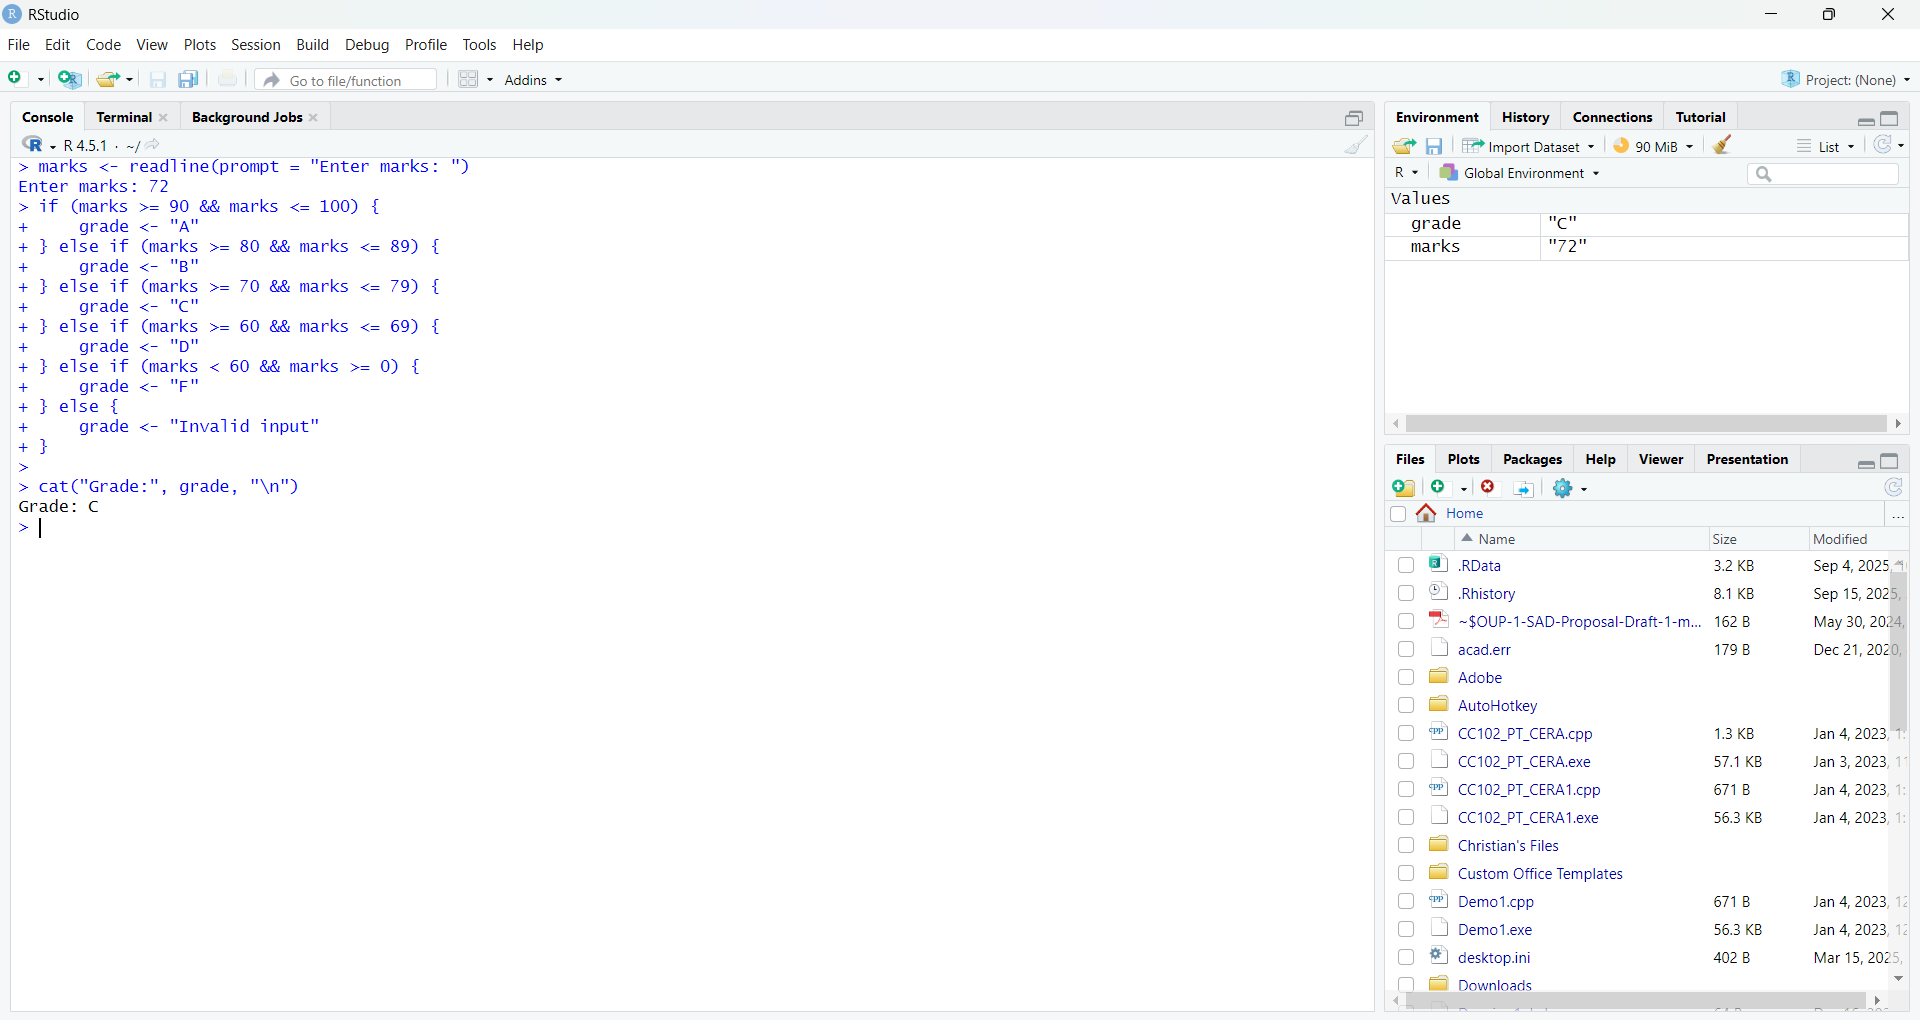 RStudio
File Edit Code View Plots Session Build Debug Profile Tools Help
Go to file/function Addins Project: (None)
Console Terminal Background Jobs
R 4.5.1 · ~/
> marks <- readline(prompt = "Enter marks: ")
Enter marks: 72
> if (marks >= 90 && marks <= 100) {
+     grade <- "A"
+ } else if (marks >= 80 && marks <= 89) {
+     grade <- "B"
+ } else if (marks >= 70 && marks <= 79) {
+     grade <- "C"
+ } else if (marks >= 60 && marks <= 69) {
+     grade <- "D"
+ } else if (marks < 60 && marks >= 0) {
+     grade <- "F"
+ } else {
+     grade <- "Invalid input"
+ }
>
> cat("Grade:", grade, "\n")
Grade: C
>
Environment History Connections Tutorial
Import Dataset 90 MiB List
R Global Environment
Values
grade "C"
marks "72"
Files Plots Packages Help Viewer Presentation
Home ...
Name Size Modified
.RData 3.2 KB Sep 4, 2025,
.Rhistory 8.1 KB Sep 15, 2025,
~$OUP-1-SAD-Proposal-Draft-1-m... 162 B May 30, 2024,
acad.err 179 B Dec 21, 2020,
Adobe
AutoHotkey
CC102_PT_CERA.cpp 1.3 KB Jan 4, 2023, 1:
CC102_PT_CERA.exe 57.1 KB Jan 3, 2023, 11
CC102_PT_CERA1.cpp 671 B Jan 4, 2023, 1:
CC102_PT_CERA1.exe 56.3 KB Jan 4, 2023, 1:
Christian's Files
Custom Office Templates
Demo1.cpp 671 B Jan 4, 2023, 12
Demo1.exe 56.3 KB Jan 4, 2023, 12
desktop.ini 402 B Mar 15, 2025,
Downloads